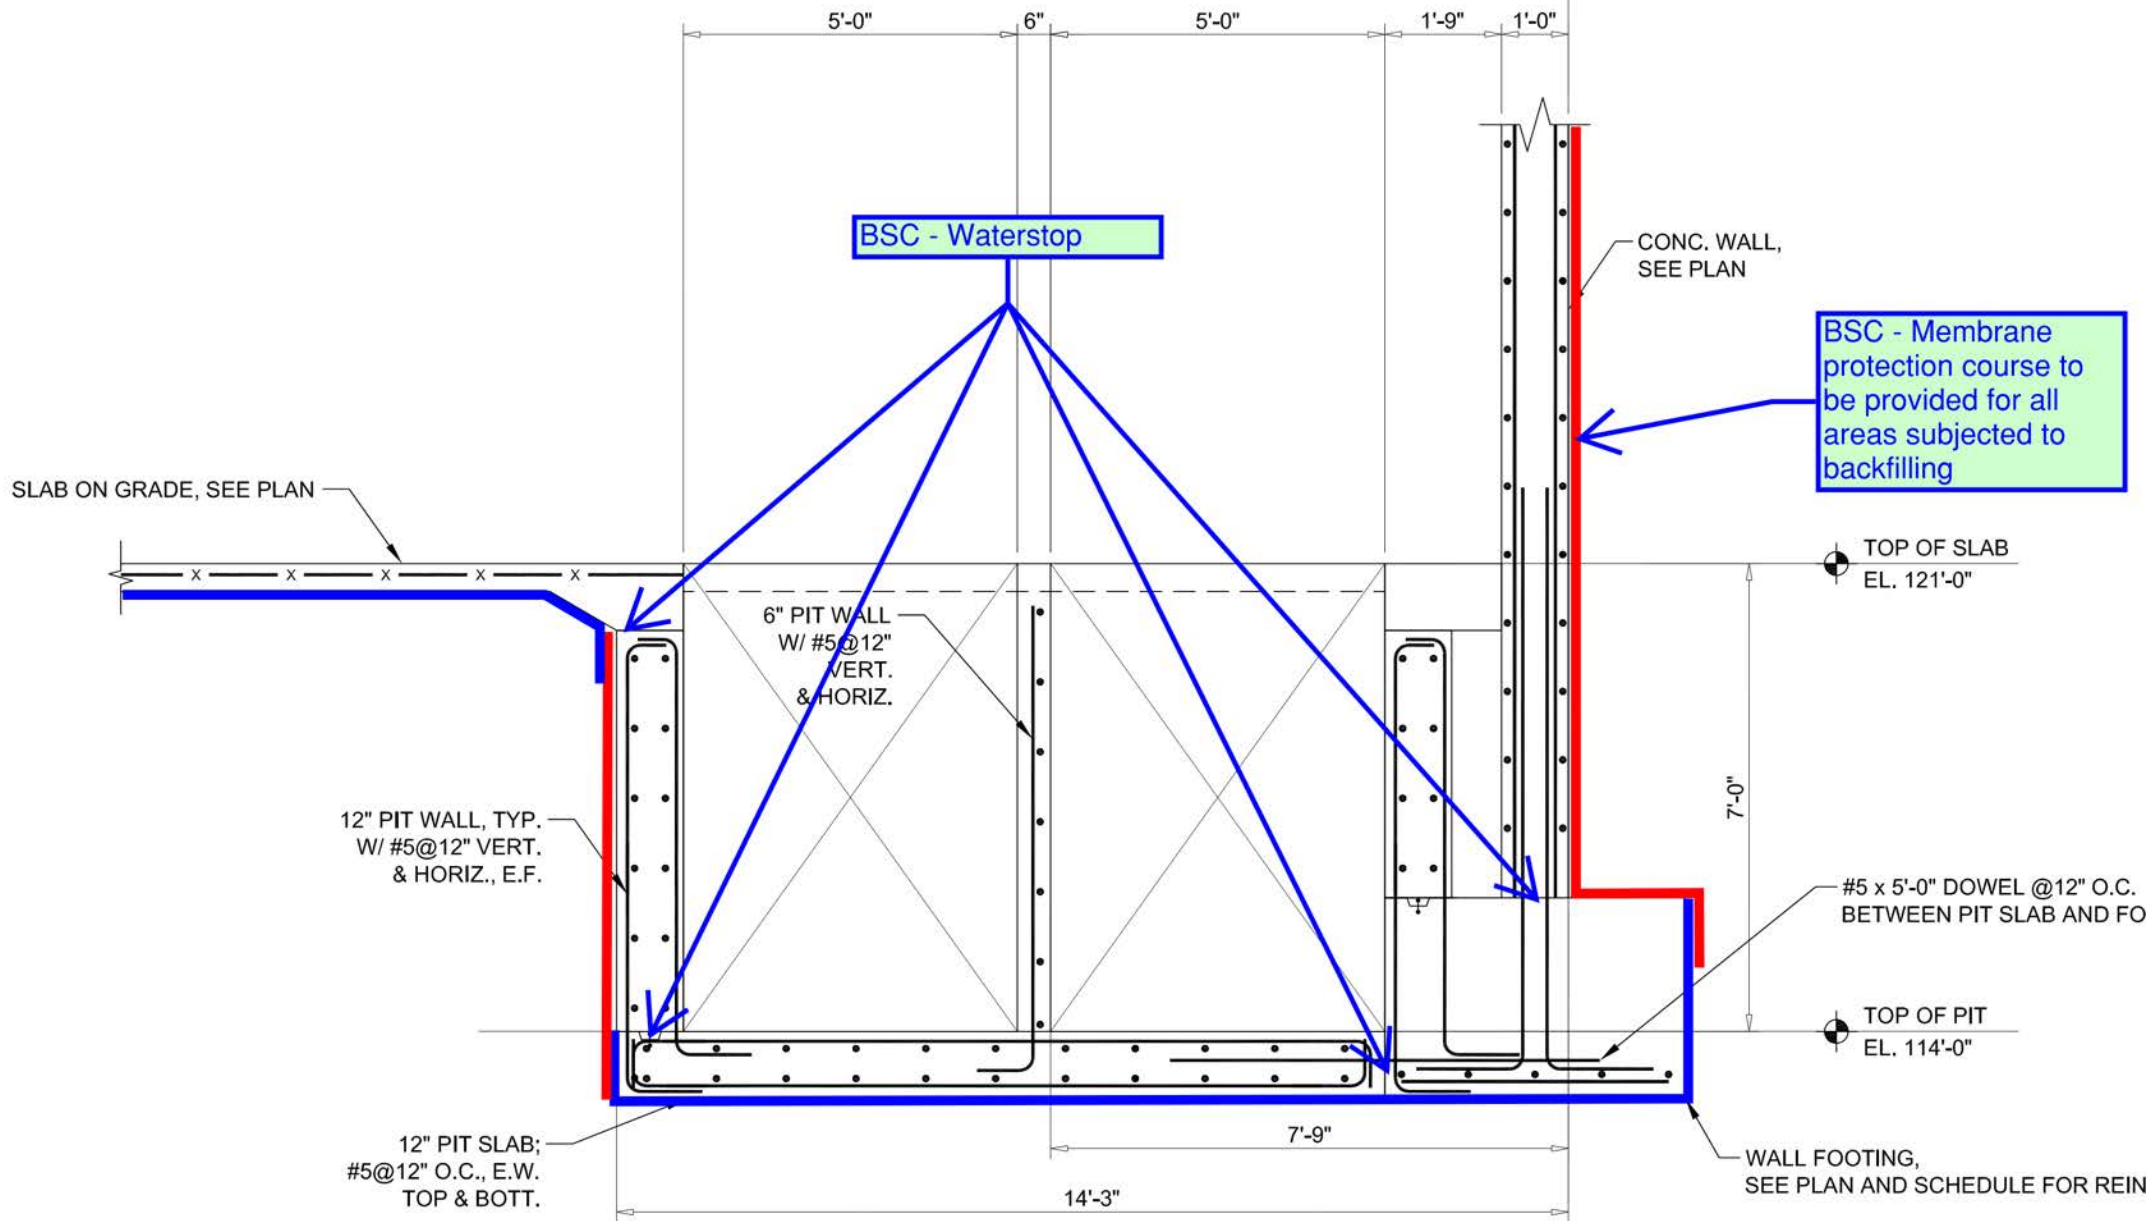 5'-0"
6"
5'-0"
1'-9"
1'-0"
BSC - Waterstop
CONC. WALL,
SEE PLAN
BSC - Membrane
protection course to
be provided for all
areas subjected to
backfilling
SLAB ON GRADE, SEE PLAN
X
X
X
X
X
TOP OF SLAB
EL. 121'-0"
6" PIT WALL
W/ #5@12"
VERT.
& HORIZ.
7'-0"
12" PIT WALL, TYP.
W/ #5@12" VERT.
& HORIZ., E.F.
#5 x 5'-0" DOWEL @12" O.C.
BETWEEN PIT SLAB AND FO
TOP OF PIT
EL. 114'-0"
12" PIT SLAB;
#5@12" O.C., E.W.
TOP & BOTT.
7'-9"
WALL FOOTING,
SEE PLAN AND SCHEDULE FOR REIN
14'-3"